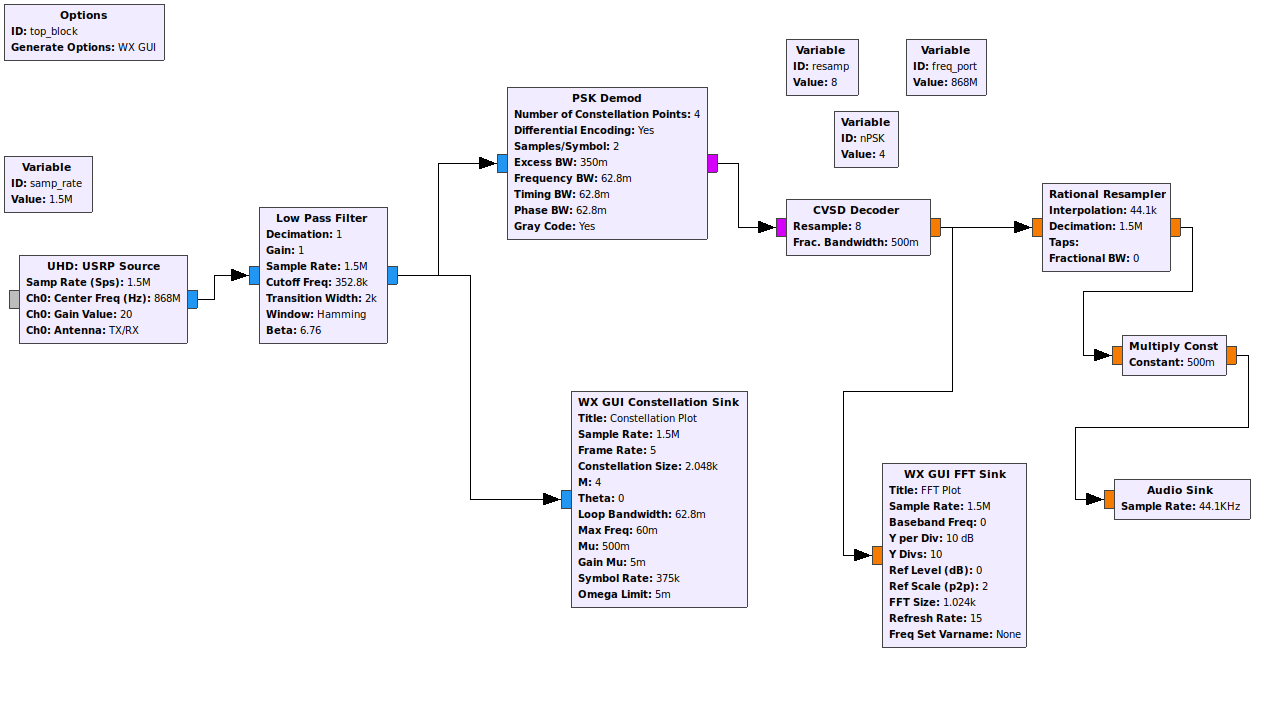 Options
ID: top_block
Generate Options: WX GUI
Variable
ID: samp_rate
Value: 1.5M
UHD: USRP Source
Samp Rate (Sps): 1.5M
Ch0: Center Freq (Hz): 868M
Ch0: Gain Value: 20
Ch0: Antenna: TX/RX
Low Pass Filter
Decimation: 1
Gain: 1
Sample Rate: 1.5M
Cutoff Freq: 352.8k
Transition Width: 2k
Window: Hamming
Beta: 6.76
PSK Demod
Number of Constellation Points: 4
Differential Encoding: Yes
Samples/Symbol: 2
Excess BW: 350m
Frequency BW: 62.8m
Timing BW: 62.8m
Phase BW: 62.8m
Gray Code: Yes
WX GUI Constellation Sink
Title: Constellation Plot
Sample Rate: 1.5M
Frame Rate: 5
Constellation Size: 2.048k
M: 4
Theta: 0
Loop Bandwidth: 62.8m
Max Freq: 60m
Mu: 500m
Gain Mu: 5m
Symbol Rate: 375k
Omega Limit: 5m
Variable
ID: resamp
Value: 8
Variable
ID: freq_port
Value: 868M
Variable
ID: nPSK
Value: 4
CVSD Decoder
Resample: 8
Frac. Bandwidth: 500m
Rational Resampler
Interpolation: 44.1k
Decimation: 1.5M
Taps:
Fractional BW: 0
Multiply Const
Constant: 500m
WX GUI FFT Sink
Title: FFT Plot
Sample Rate: 1.5M
Baseband Freq: 0
Y per Div: 10 dB
Y Divs: 10
Ref Level (dB): 0
Ref Scale (p2p): 2
FFT Size: 1.024k
Refresh Rate: 15
Freq Set Varname: None
Audio Sink
Sample Rate: 44.1KHz